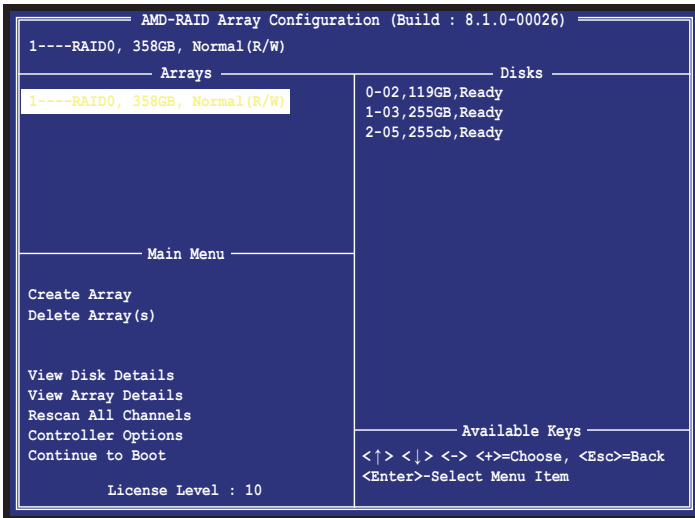 AMD-RAID Array Configuration (Build : 8.1.0-00026)
1----RAID0, 358GB, Normal(R/W)
Arrays
1----RAID0, 358GB, Normal(R/W)
Disks
0-02,119GB,Ready
1-03,255GB,Ready
2-05,255cb,Ready
Main Menu
Create Array
Delete Array(s)
View Disk Details
View Array Details
Rescan All Channels
Controller Options
Continue to Boot
License Level : 10
Available Keys
<↑> <↓> <-> <+>=Choose, <Esc>=Back
<Enter>-Select Menu Item